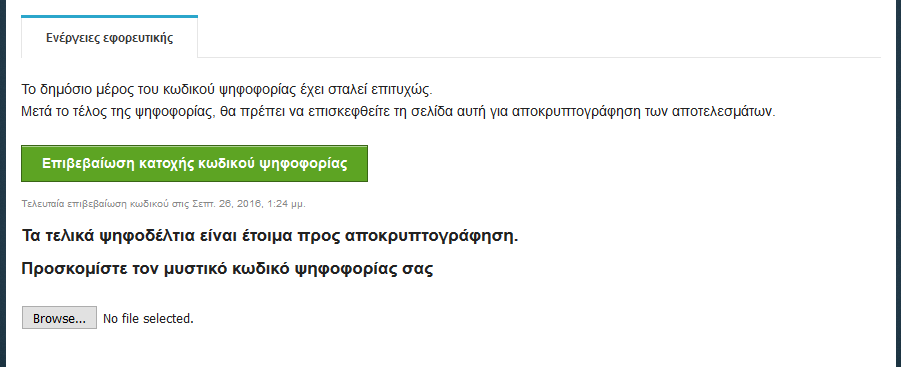 Ενέργειες εφορευτικής
Το δημόσιο μέρος του κωδικού ψηφοφορίας έχει σταλεί επιτυχώς.
Μετά το τέλος της ψηφοφορίας, θα πρέπει να επισκεφθείτε τη σελίδα αυτή για αποκρυπτογράφηση των αποτελεσμάτων.
Επιβεβαίωση κατοχής κωδικού ψηφοφορίας
Τελευταία επιβεβαίωση κωδικού στις Σεπτ. 26, 2016, 1:24 μμ.
Τα τελικά ψηφοδέλτια είναι έτοιμα προς αποκρυπτογράφηση.
Προσκομίστε τον μυστικό κωδικό ψηφοφορίας σας
Browse... No file selected.